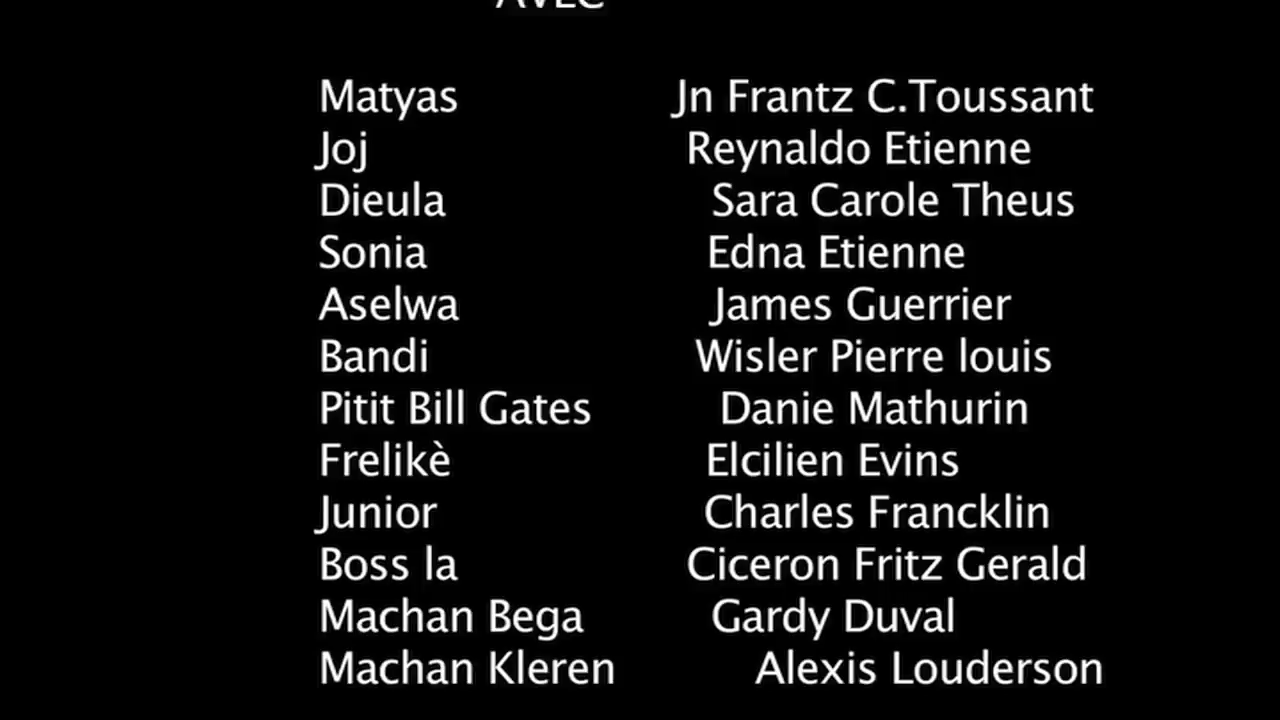 AVEC
Matyas Jn Frantz C.Toussant
Joj Reynaldo Etienne
Dieula Sara Carole Theus
Sonia Edna Etienne
Aselwa James Guerrier
Bandi Wisler Pierre louis
Pitit Bill Gates Danie Mathurin
Frelikè Elcilien Evins
Junior Charles Francklin
Boss la Ciceron Fritz Gerald
Machan Bega Gardy Duval
Machan Kleren Alexis Louderson